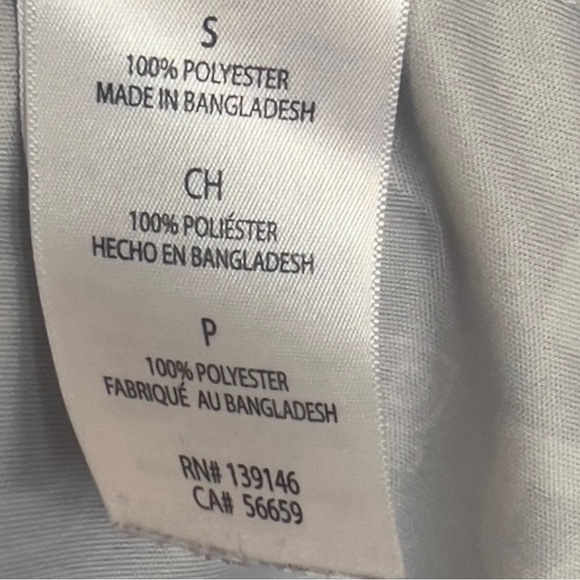 S
100% POLYESTER
MADE IN BANGLADESH
CH
100% POLIÉSTER
HECHO EN BANGLADESH
P
100% POLYESTER
FABRIQUÉ AU BANGLADESH
RN# 139146
CA# 56659